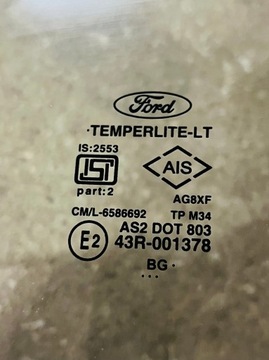 Ford
·TEMPERLITE-LT
IS:2553
ISI
AIS
part:2
AG8XF
CM/L-6586692 TP M34
AS2 DOT 803
E2 43R-001378
BG ·
...